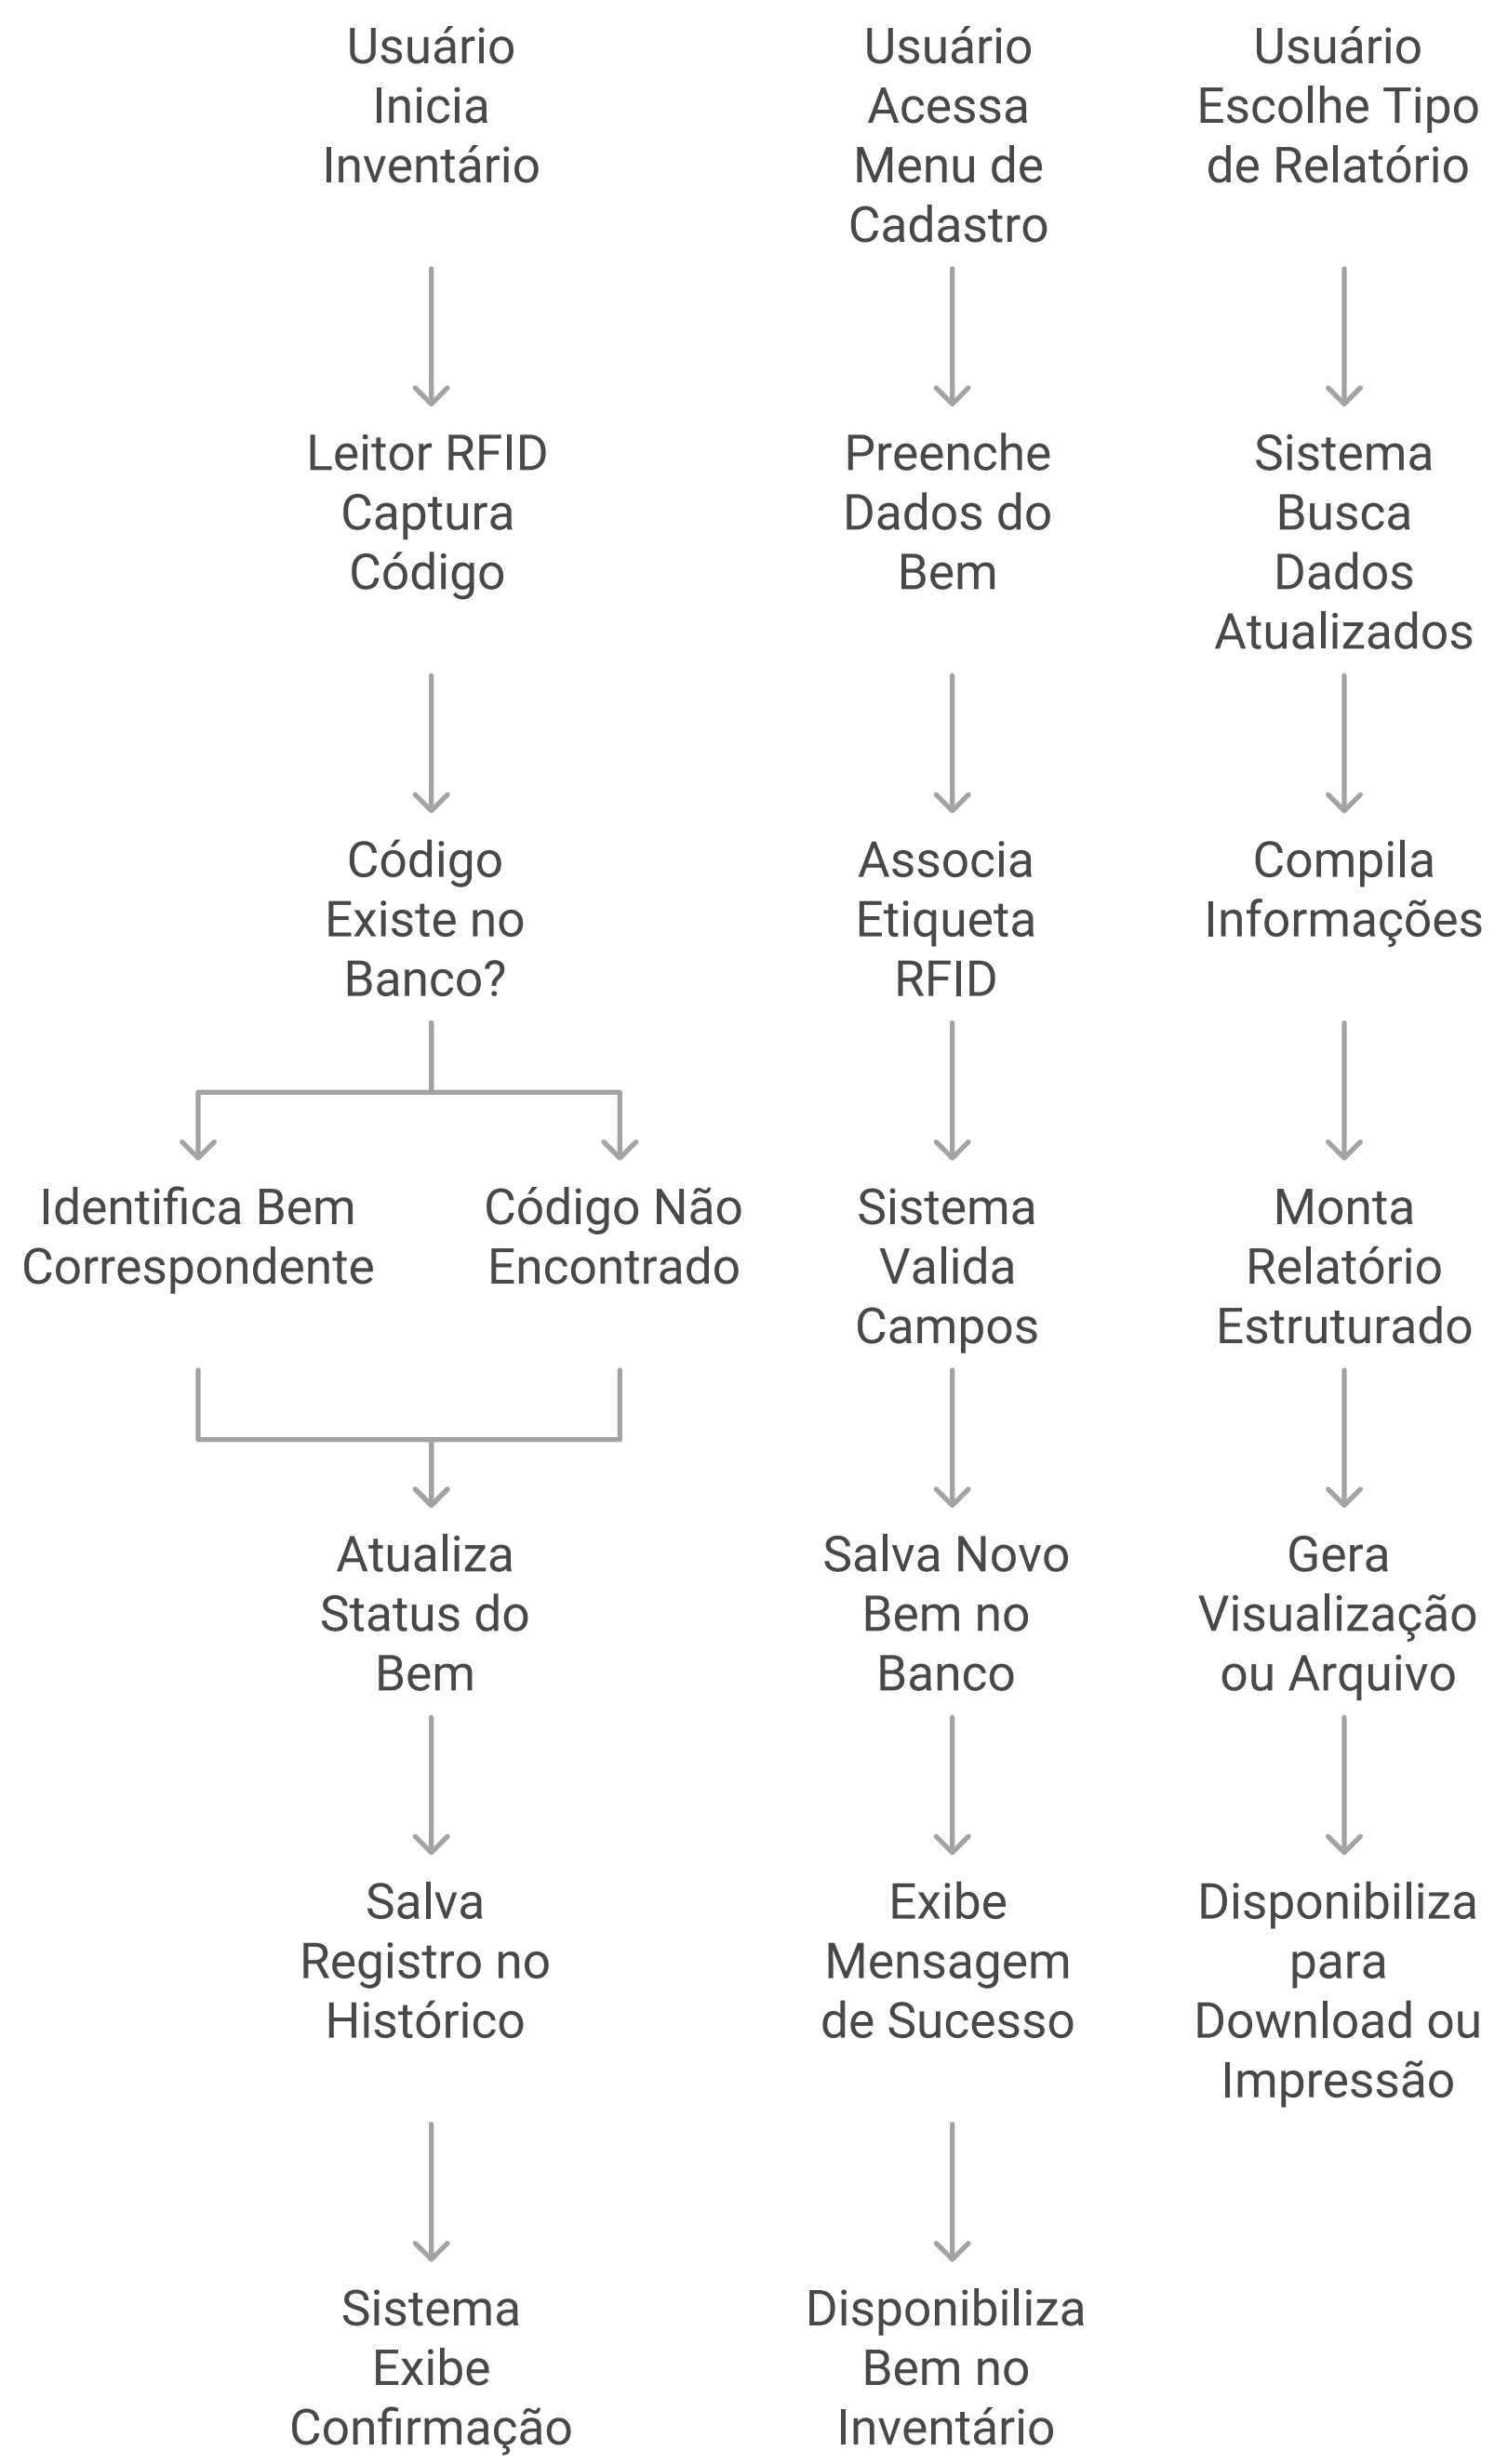 Usuário
Inicia
Inventário
Leitor RFID
Captura
Código
Código
Existe no
Banco?
Identifica Bem
Correspondente
Código Não
Encontrado
Atualiza
Status do
Bem
Salva
Registro no
Histórico
Sistema
Exibe
Confirmação
Usuário
Acessa
Menu de
Cadastro
Preenche
Dados do
Bem
Associa
Etiqueta
RFID
Sistema
Valida
Campos
Salva Novo
Bem no
Banco
Exibe
Mensagem
de Sucesso
Disponibiliza
Bem no
Inventário
Usuário
Escolhe Tipo
de Relatório
Sistema
Busca
Dados
Atualizados
Compila
Informações
Monta
Relatório
Estruturado
Gera
Visualização
ou Arquivo
Disponibiliza
para
Download ou
Impressão